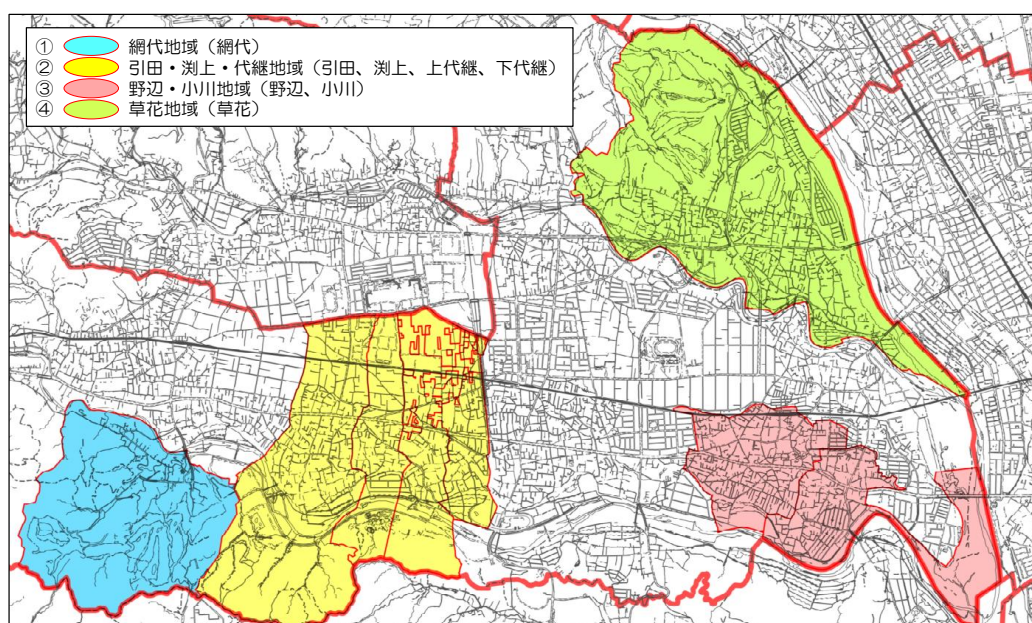 ① 網代地域（網代）
② 引田・渕上・代継地域（引田、渕上、上代継、下代継）
③ 野辺・小川地域（野辺、小川）
④ 草花地域（草花）